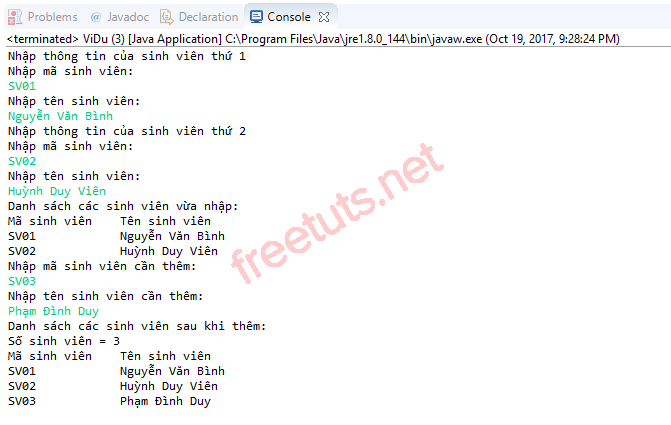 Problems @ Javadoc Declaration Console
<terminated> ViDu (3) [Java Application] C:\Program Files\Java\jre1.8.0_144\bin\javaw.exe (Oct 19, 2017, 9:28:24 PM)
Nhập thông tin của sinh viên thứ 1
Nhập mã sinh viên:
SV01
Nhập tên sinh viên:
Nguyễn Văn Bình
Nhập thông tin của sinh viên thứ 2
Nhập mã sinh viên:
SV02
Nhập tên sinh viên:
Huỳnh Duy Viên
Danh sách các sinh viên vừa nhập:
Mã sinh viên Tên sinh viên
SV01 Nguyễn Văn Bình
SV02 Huỳnh Duy Viên
Nhập mã sinh viên cần thêm:
SV03
Nhập tên sinh viên cần thêm:
Phạm Đình Duy
Danh sách các sinh viên sau khi thêm:
Số sinh viên = 3
Mã sinh viên Tên sinh viên
SV01 Nguyễn Văn Bình
SV02 Huỳnh Duy Viên
SV03 Phạm Đình Duy
freetuts.net